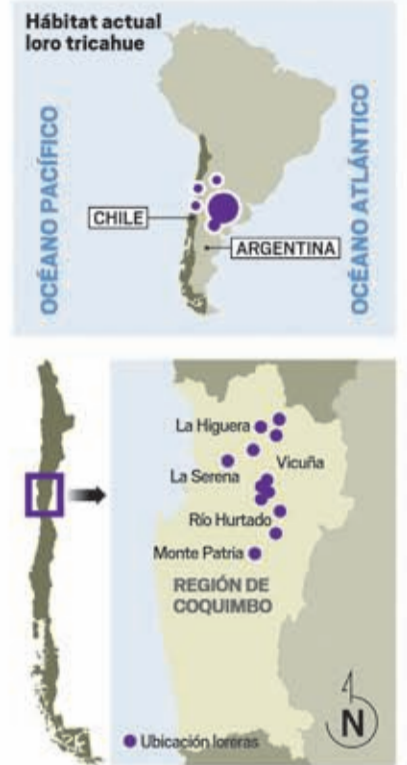 Hábitat actual
loro tricahue
OCÉANO PACÍFICO
OCÉANO ATLÁNTICO
CHILE
ARGENTINA
La Higuera
Vicuña
La Serena
Río Hurtado
Monte Patria
REGIÓN DE
COQUIMBO
N
Ubicación loreras